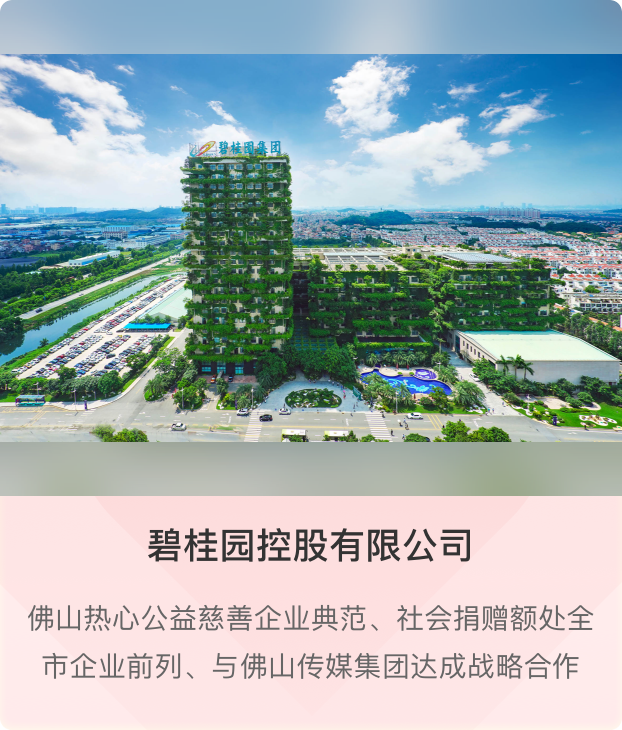 碧桂园集团
碧桂园控股有限公司
佛山热心公益慈善企业典范、社会捐赠额处全
市企业前列、与佛山传媒集团达成战略合作